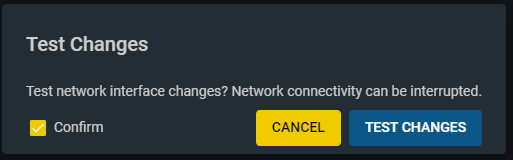 Test Changes
Test network interface changes? Network connectivity can be interrupted.
Confirm CANCEL TEST CHANGES